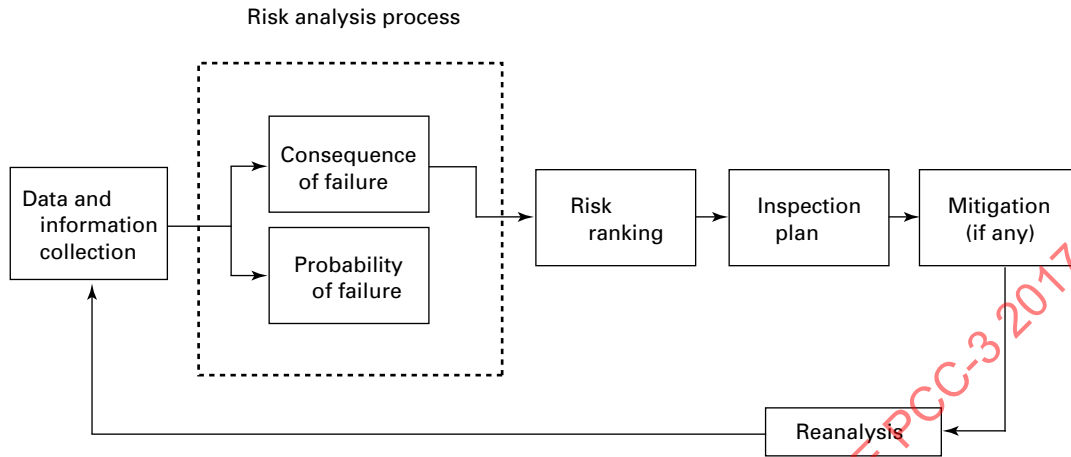 Risk analysis process
Consequence
of failure
Data and
information
collection
Probability
of failure
Risk
ranking
Inspection
plan
Mitigation
(if any)
Reanalysis
PCC-3 2017